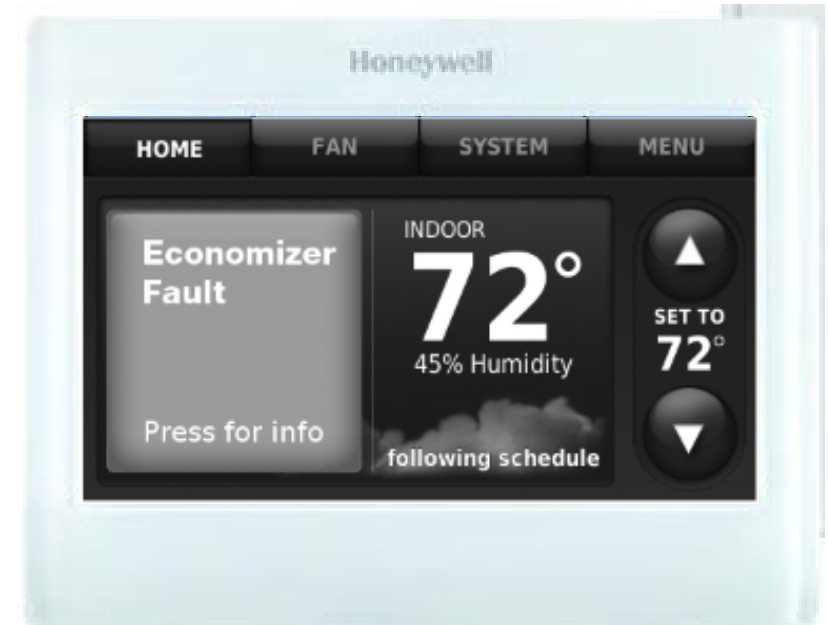 Honeywell
HOME
FAN
SYSTEM
MENU
Economizer
Fault
Press for info
INDOOR
72°
45% Humidity
following schedule
SET TO
72°